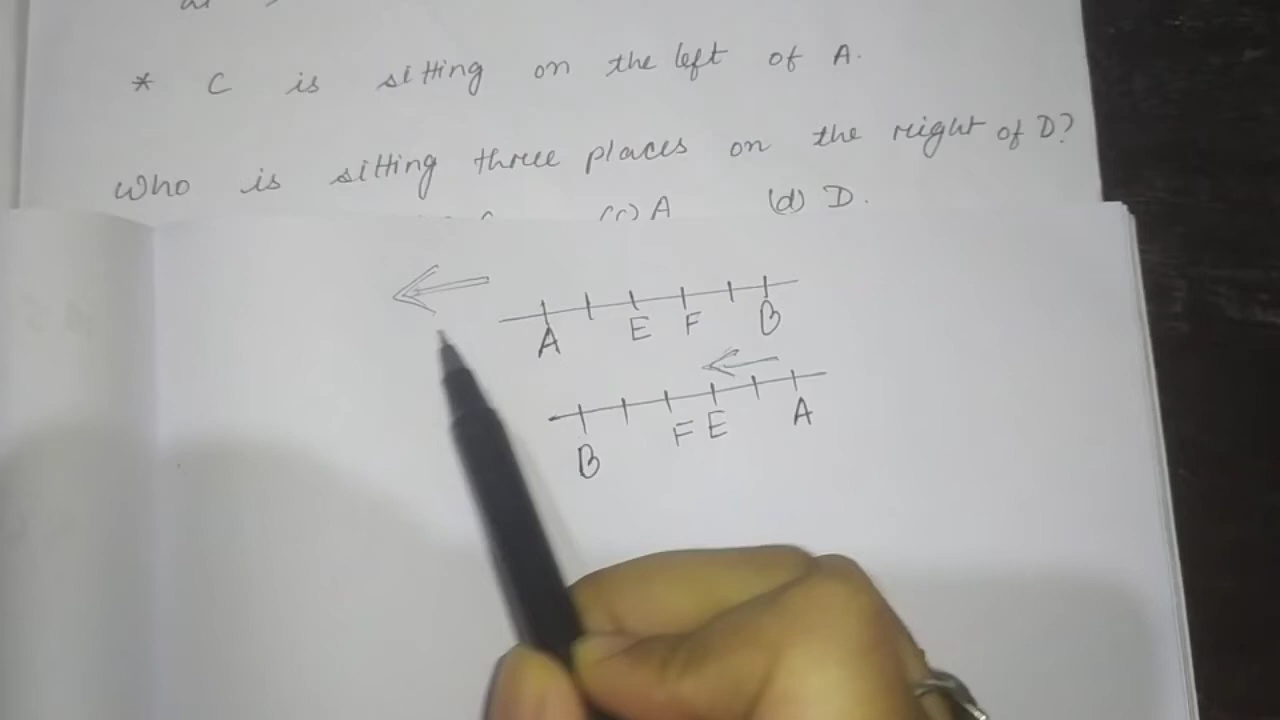 * C is sitting on the left of A.
Who is sitting three places on the right of D?
(c) A (d) D.
A E F B
B F E A